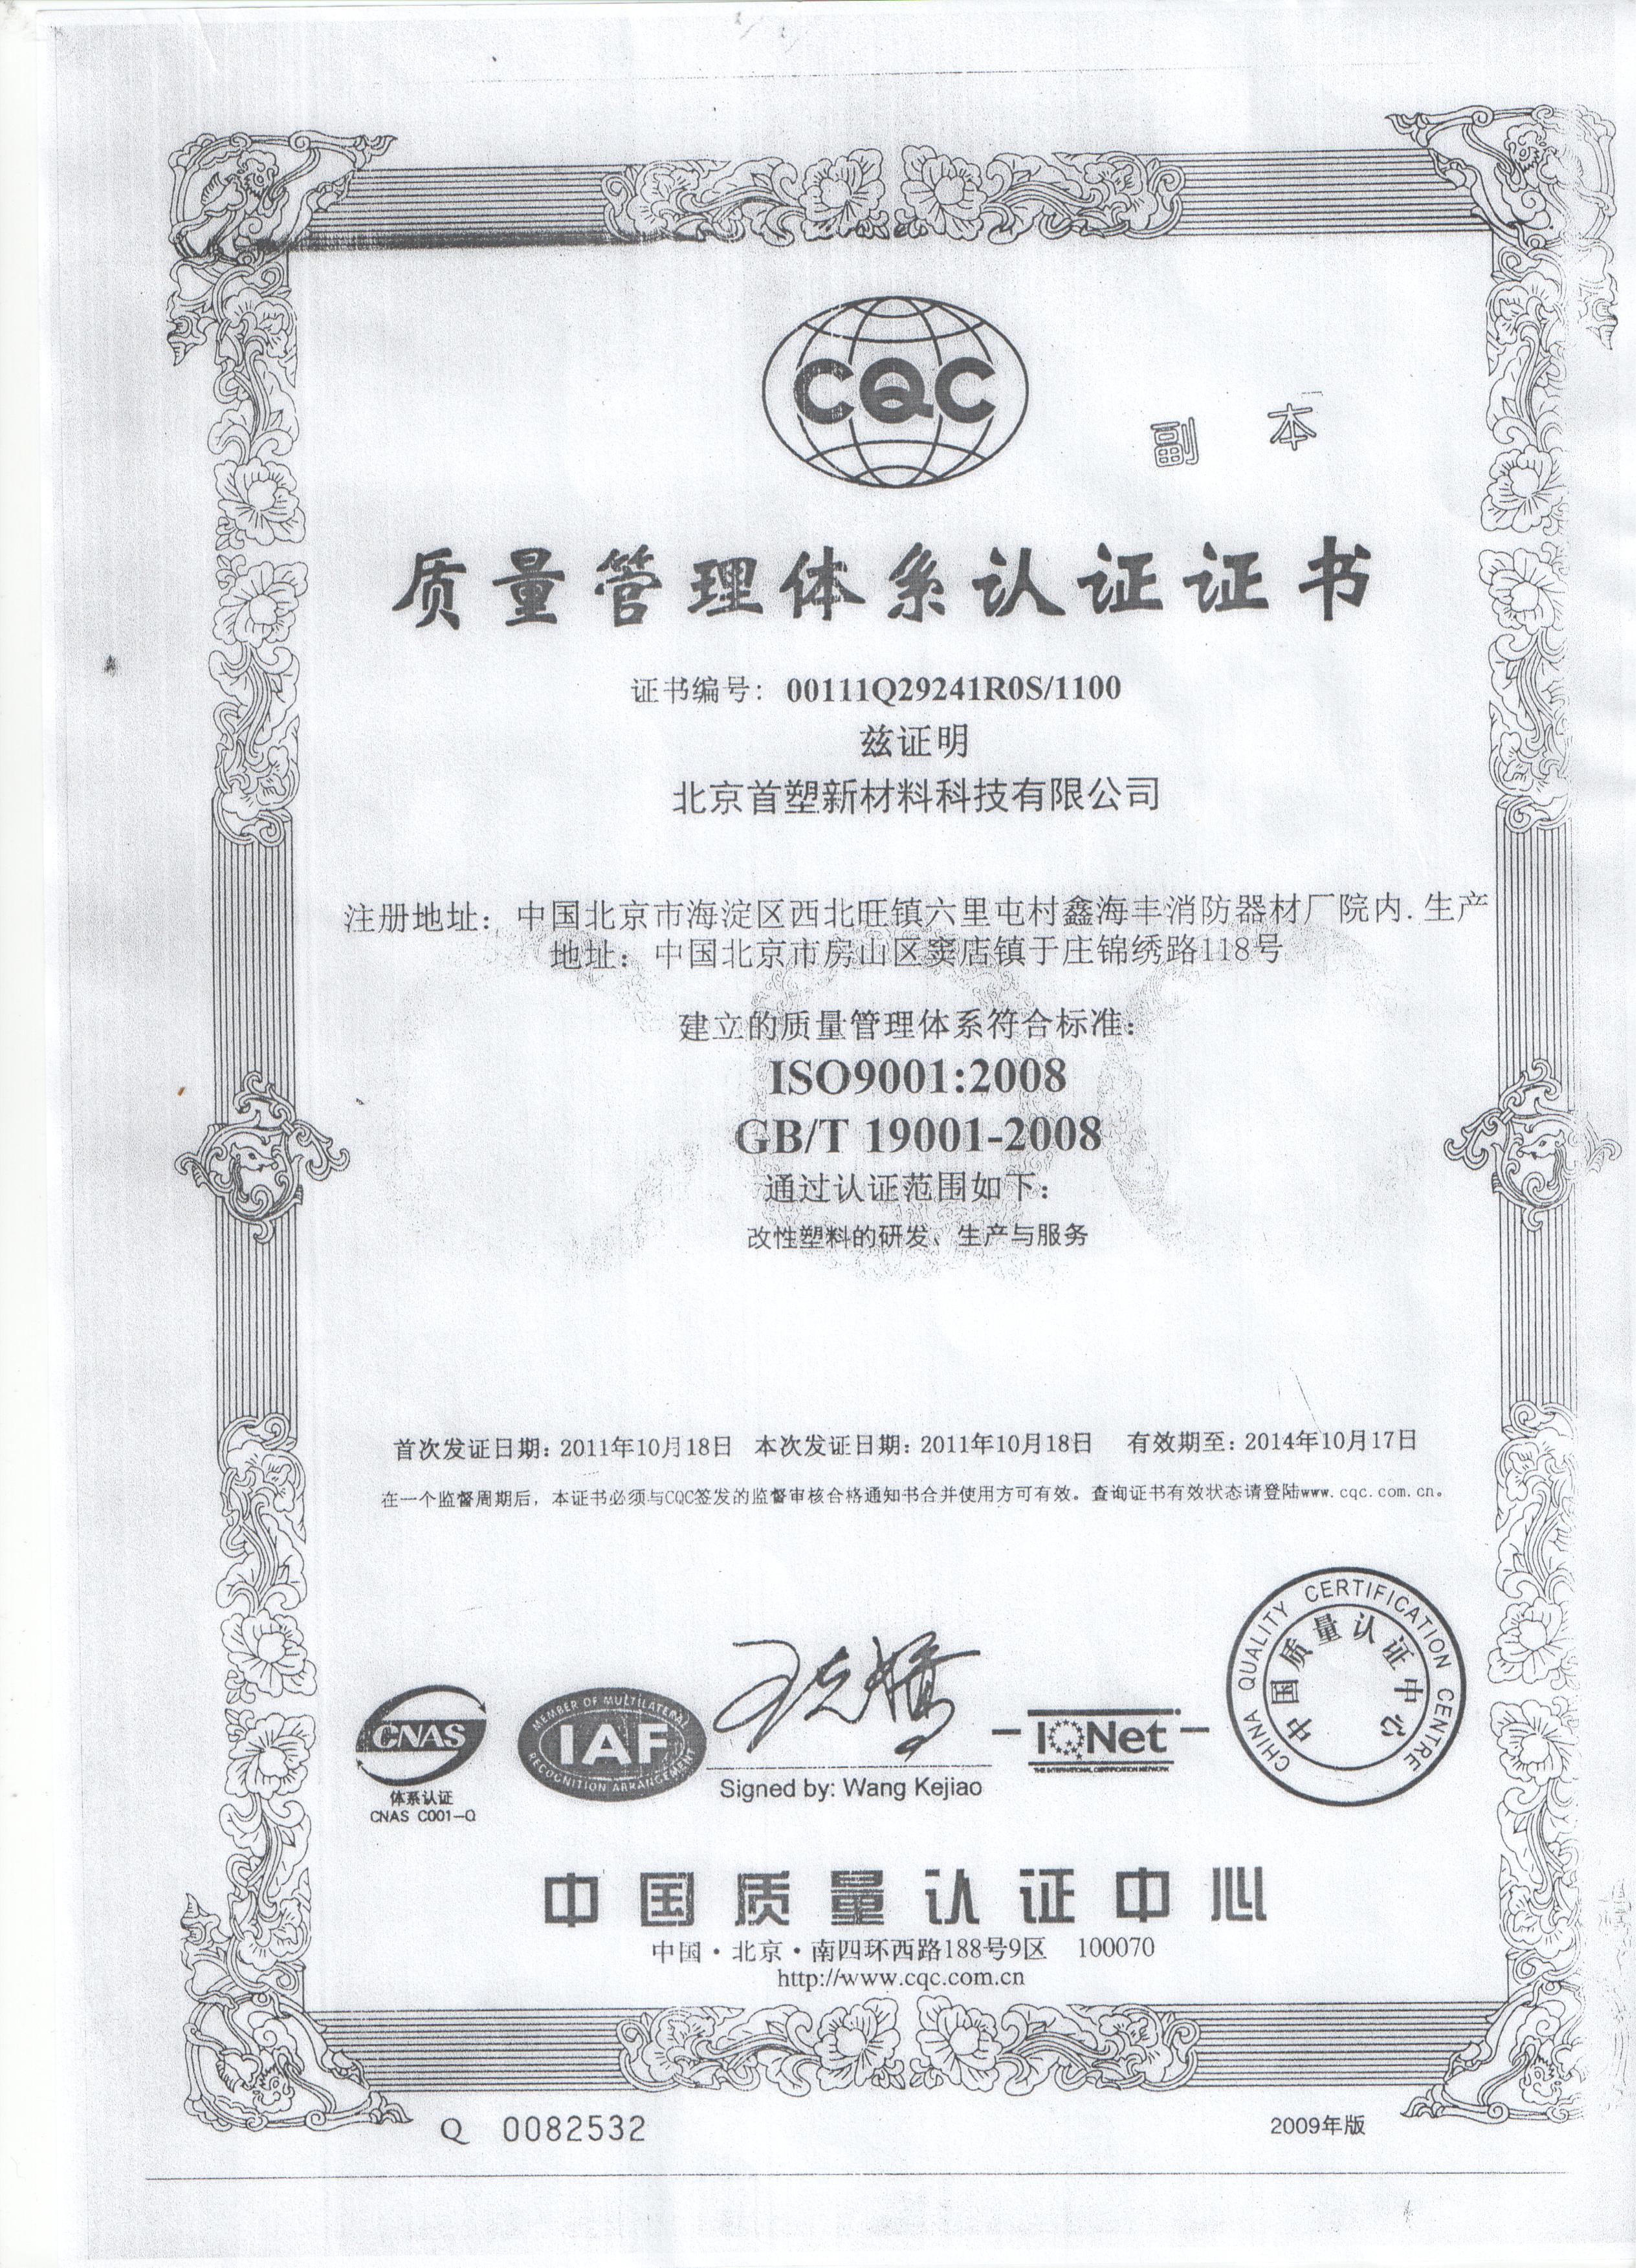 CQC
副 本
质量管理体系认证证书
证书编号：00111Q29241R0S/1100
兹证明
北京首塑新材料科技有限公司
注册地址：中国北京市海淀区西北旺镇六里屯村鑫海丰消防器材厂院内.生产
地址：中国北京市房山区窦店镇于庄锦绣路118号
建立的质量管理体系符合标准：
ISO9001:2008
GB/T 19001-2008
通过认证范围如下：
改性塑料的研发、生产与服务
首次发证日期：2011年10月18日 本次发证日期：2011年10月18日 有效期至：2014年10月17日
在一个监督周期后，本证书必须与CQC签发的监督审核合格通知书合并使用方可有效。查询证书有效状态请登陆www.cqc.com.cn。
CHINA QUALITY CERTIFICATION CENTRE
中国质量认证中心
CNAS
体系认证
CNAS C001-Q
MEMBER OF MULTILATERAL
IAF
RECOGNITION ARRANGEMENT
Signed by: Wang Kejiao
IQNet
THE INTERNATIONAL CERTIFICATION NETWORK
中国质量认证中心
中国·北京·南四环西路188号9区 100070
http://www.cqc.com.cn
Q 0082532
2009年版